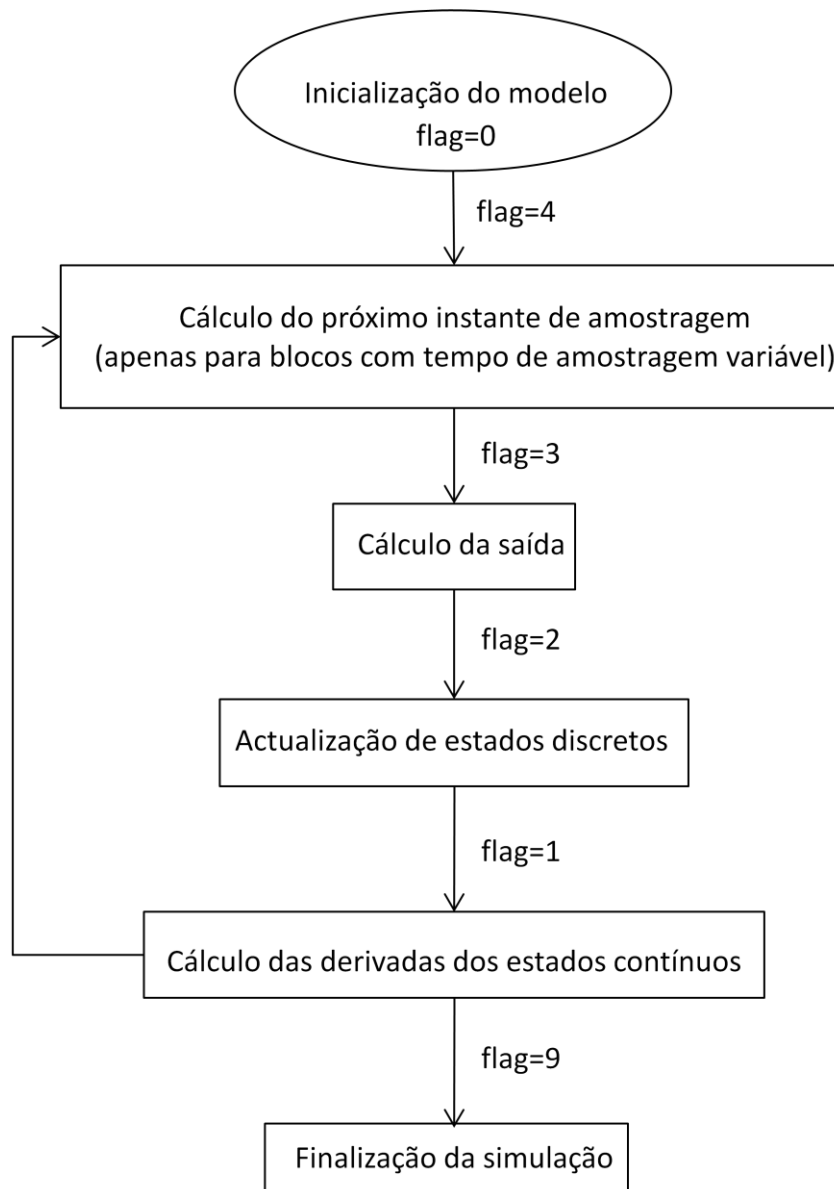 Inicialização do modelo
flag=0
flag=4
Cálculo do próximo instante de amostragem
(apenas para blocos com tempo de amostragem variável)
flag=3
Cálculo da saída
flag=2
Actualização de estados discretos
flag=1
Cálculo das derivadas dos estados contínuos
flag=9
Finalização da simulação